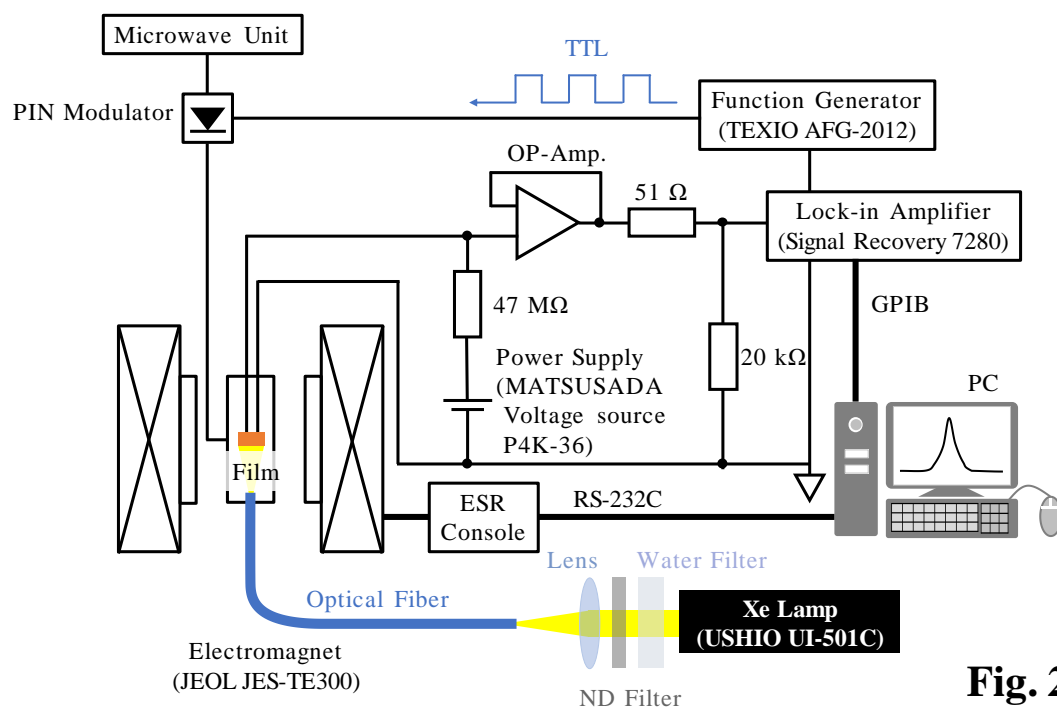 Microwave Unit
TTL
PIN Modulator
Function Generator
(TEXIO AFG-2012)
OP-Amp.
51 Ω
Lock-in Amplifier
(Signal Recovery 7280)
47 MΩ
GPIB
20 kΩ
Power Supply
(MATSUSADA
Voltage source
P4K-36)
PC
Film
ESR
Console
RS-232C
Lens
Water Filter
Optical Fiber
Xe Lamp
(USHIO UI-501C)
Electromagnet
(JEOL JES-TE300)
ND Filter
Fig. 2